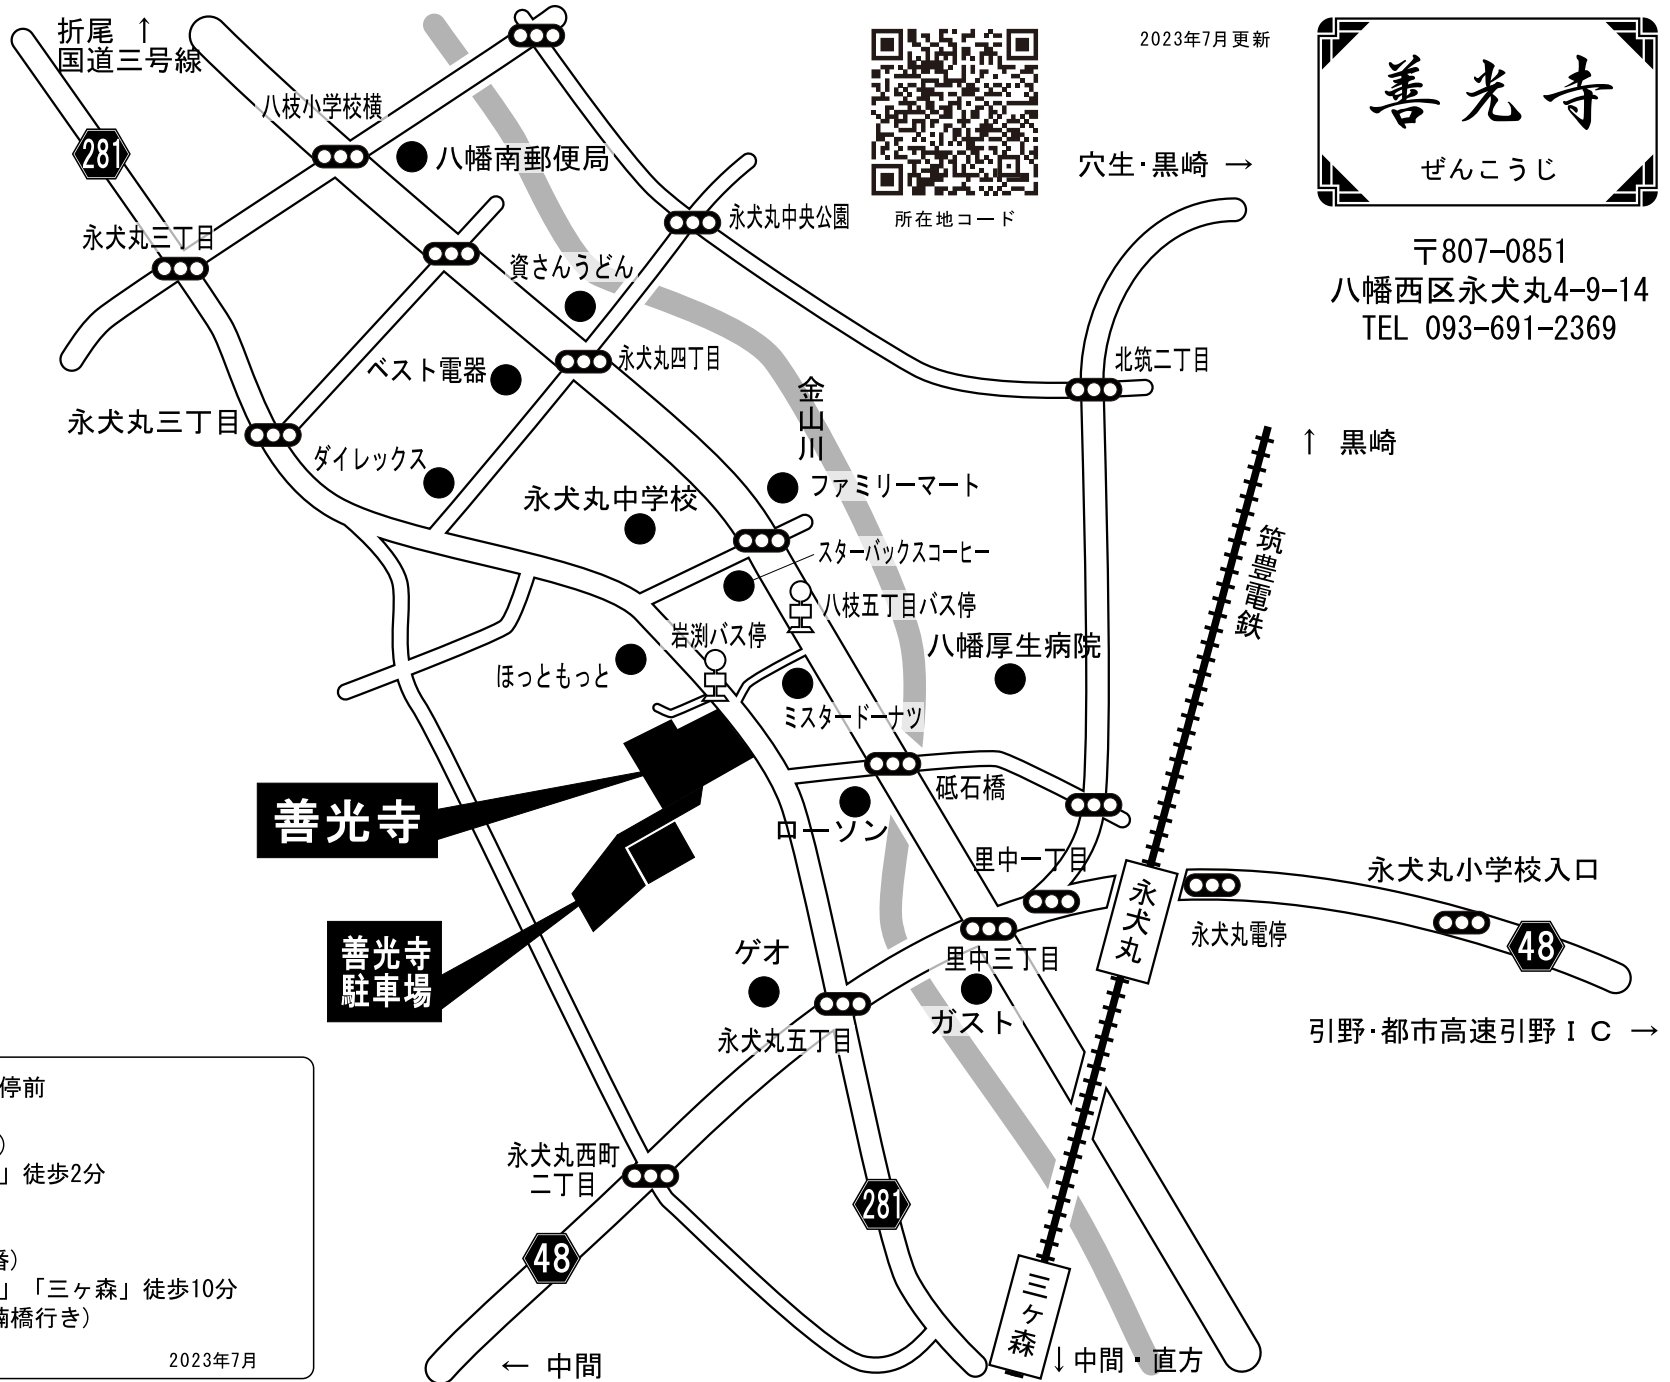 折尾 ↑
国道三号線
2023年7月更新
善光寺
ぜんこうじ
〒807-0851
八幡西区永犬丸4-9-14
TEL 093-691-2369
所在地コード
穴生・黒崎 →
八枝小学校横
281
八幡南郵便局
永犬丸三丁目
永犬丸中央公園
資さんうどん
ベスト電器
永犬丸四丁目
北筑二丁目
金山川
永犬丸三丁目
↑ 黒崎
ダイレックス
永犬丸中学校
ファミリーマート
スターバックスコーヒー
筑豊電鉄
八枝五丁目バス停
岩渕バス停
八幡厚生病院
ほっともっと
ミスタードーナツ
砥石橋
善光寺
ローソン
里中一丁目
永犬丸
永犬丸小学校入口
永犬丸電停
48
善光寺
駐車場
ゲオ
里中三丁目
ガスト
永犬丸五丁目
引野・都市高速引野IC →
永犬丸西町
二丁目
281
48
三ヶ森
← 中間
↓中間・直方
停前
）
」徒歩2分
番）
」「三ヶ森」徒歩10分
楠橋行き）
2023年7月